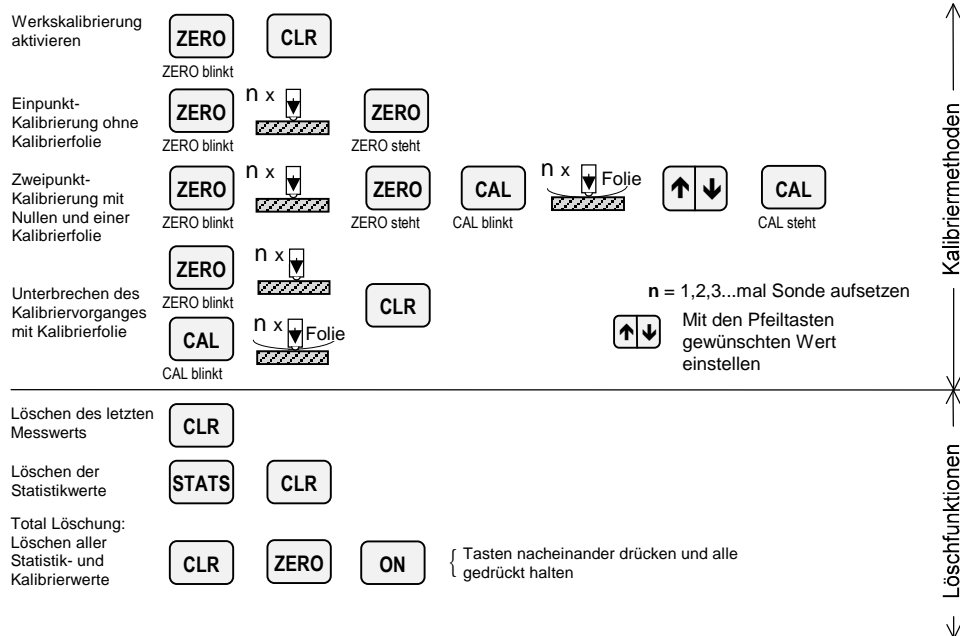 Werkskalibrierung
aktivieren
ZERO CLR
ZERO blinkt
Einpunkt-
Kalibrierung ohne
Kalibrierfolie
ZERO n x ZERO
ZERO blinkt ZERO steht
Zweipunkt-
Kalibrierung mit
Nullen und einer
Kalibrierfolie
ZERO n x ZERO CAL n x Folie CAL
ZERO blinkt ZERO steht CAL blinkt CAL steht
Unterbrechen des
Kalibriervorganges
mit Kalibrierfolie
ZERO n x
ZERO blinkt
CAL n x Folie
CAL blinkt
CLR
n = 1,2,3...mal Sonde aufsetzen
Mit den Pfeiltasten
gewünschten Wert
einstellen
Kalibriermethoden
Löschen des letzten
Messwerts
CLR
Löschen der
Statistikwerte
STATS CLR
Total Löschung:
Löschen aller
Statistik- und
Kalibrierwerte
CLR ZERO ON
Tasten nacheinander drücken und alle
gedrückt halten
Löschfunktionen